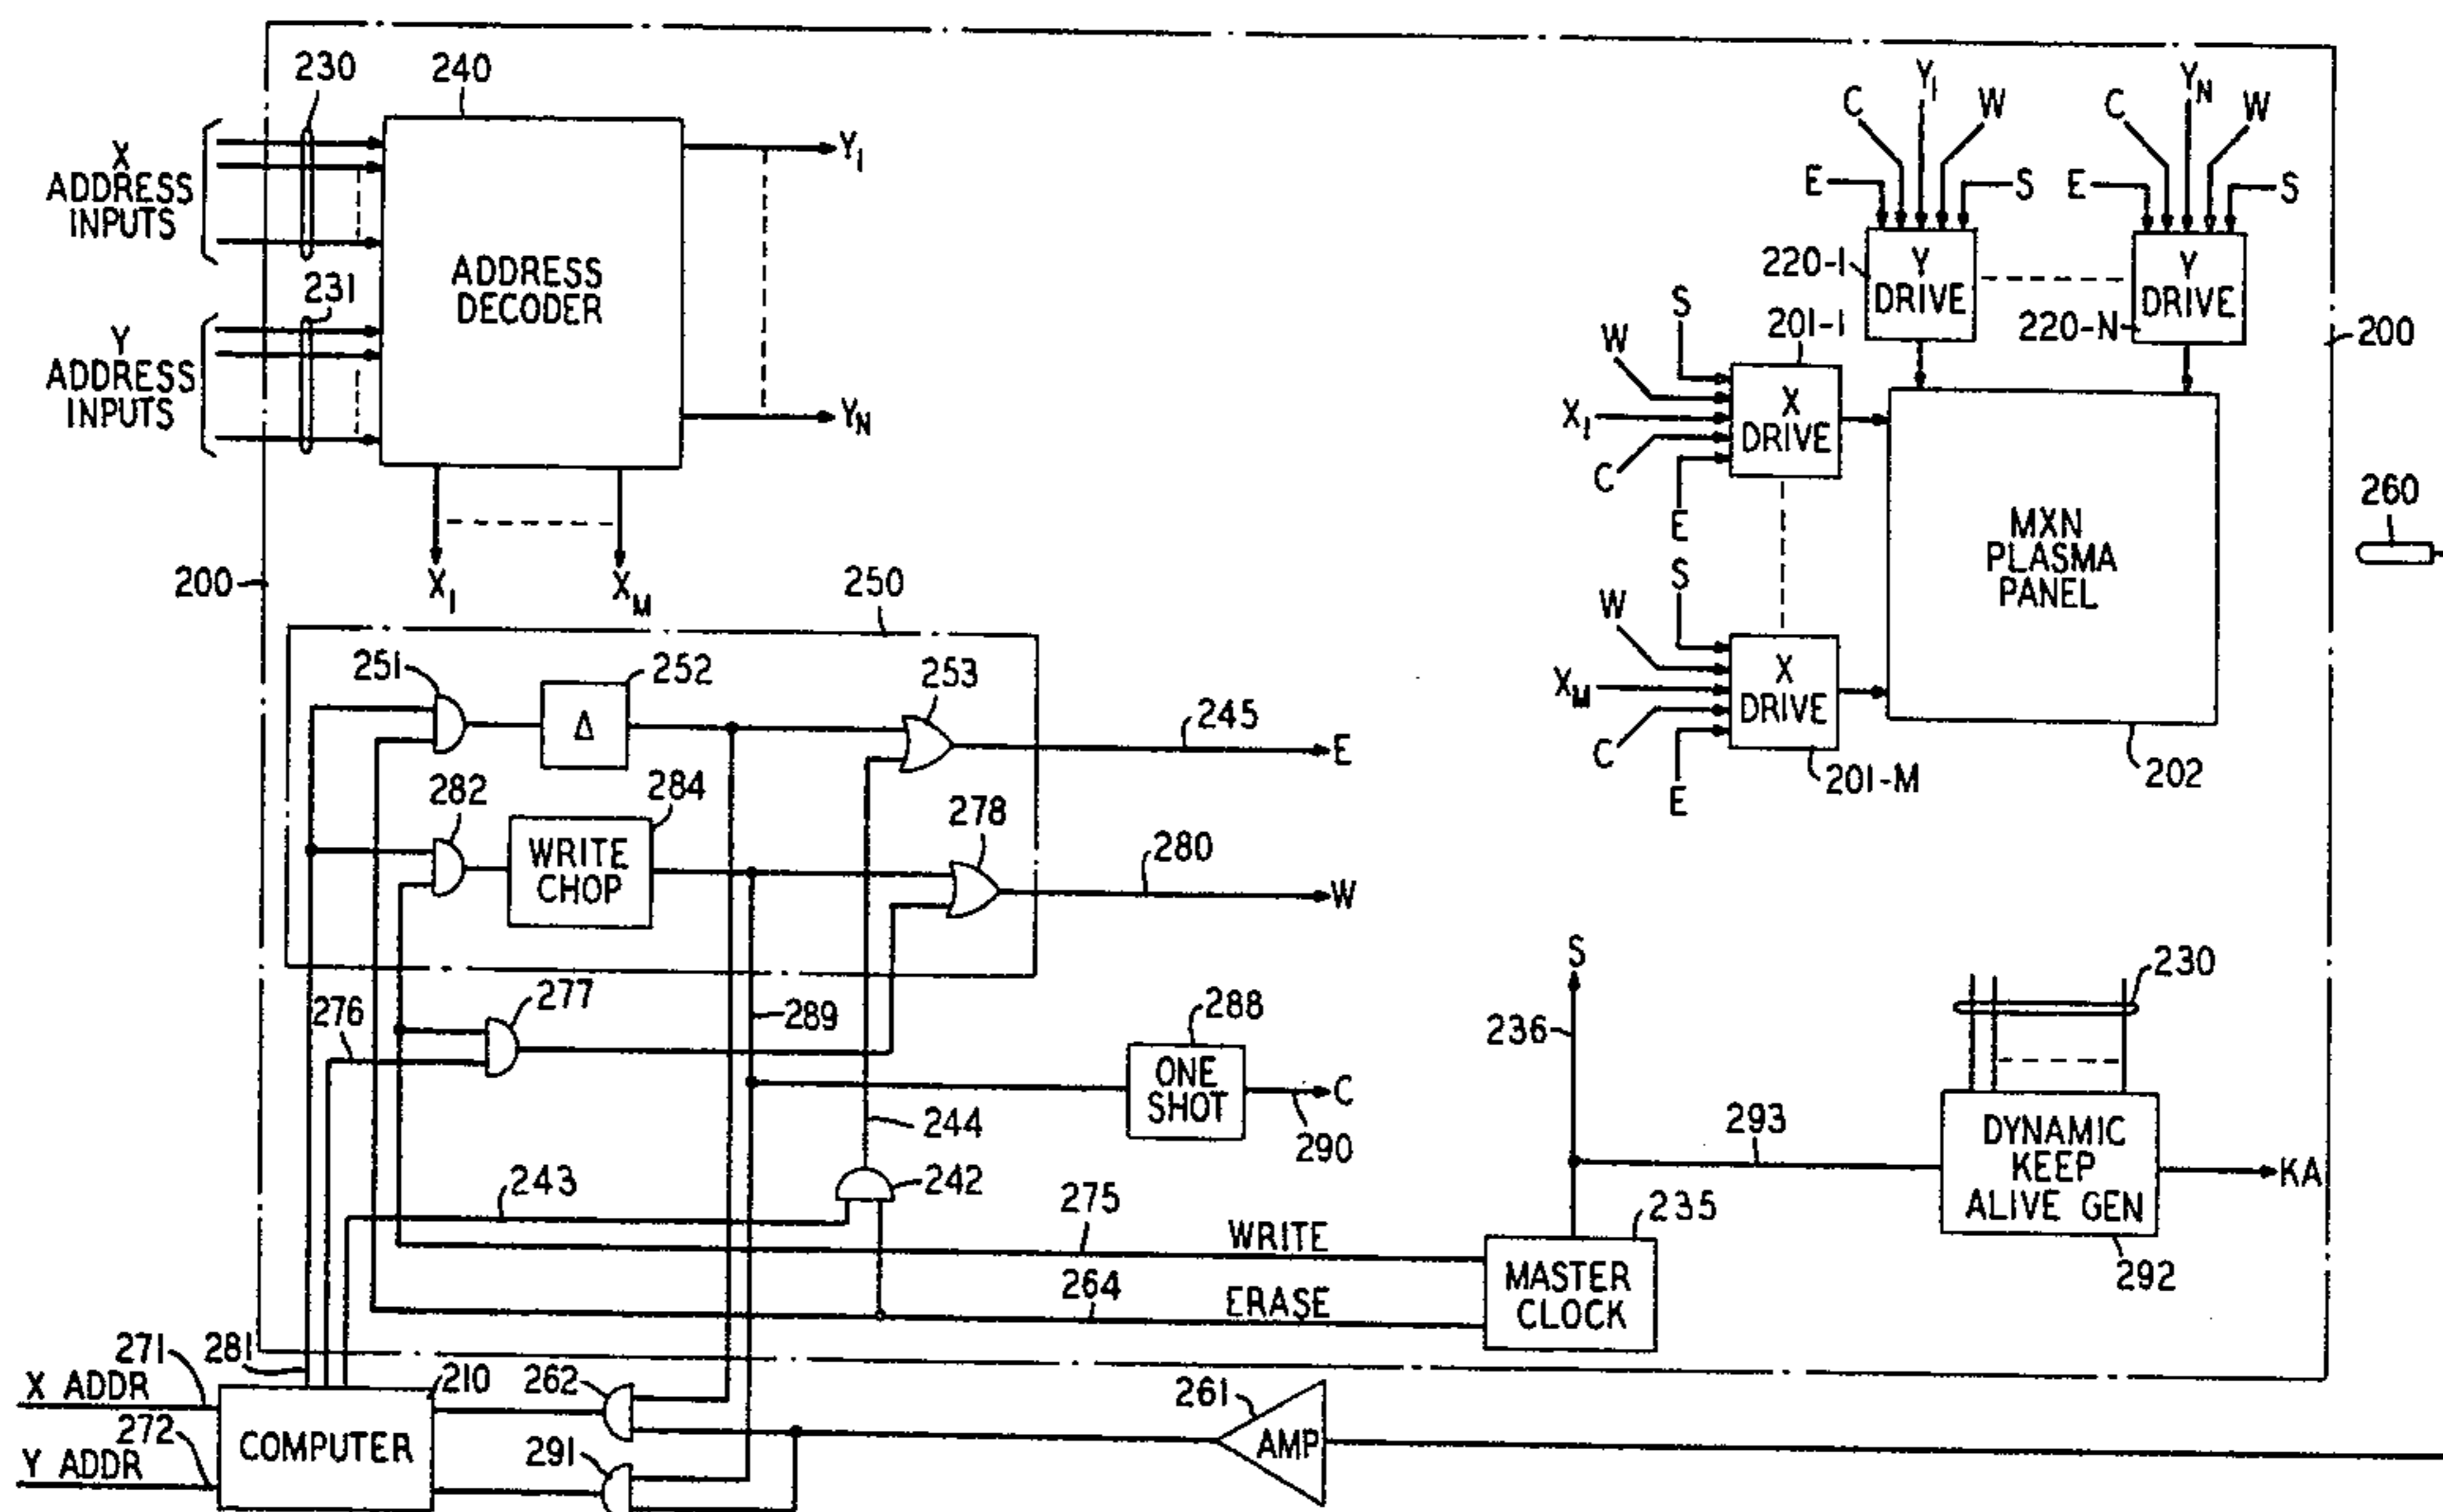 230
240
X
ADDRESS
INPUTS
231
Y
ADDRESS
INPUTS
ADDRESS
DECODER
Y1
YN
X1
XM
200
C
Y1
W
E
S
C
YN
W
E
S
220-1
Y
DRIVE
220-N
Y
DRIVE
200
S
W
X1
C
E
201-1
X
DRIVE
S
W
XM
C
E
X
DRIVE
201-M
MXN
PLASMA
PANEL
202
260
250
251
252
Δ
253
245
E
282
284
WRITE
CHOP
278
280
W
276
277
289
288
ONE
SHOT
C
290
244
242
243
275
WRITE
264
ERASE
S
236
235
MASTER
CLOCK
293
230
DYNAMIC
KEEP
ALIVE GEN
KA
292
271
281
X ADDR
210
262
272
Y ADDR
COMPUTER
291
261
AMP